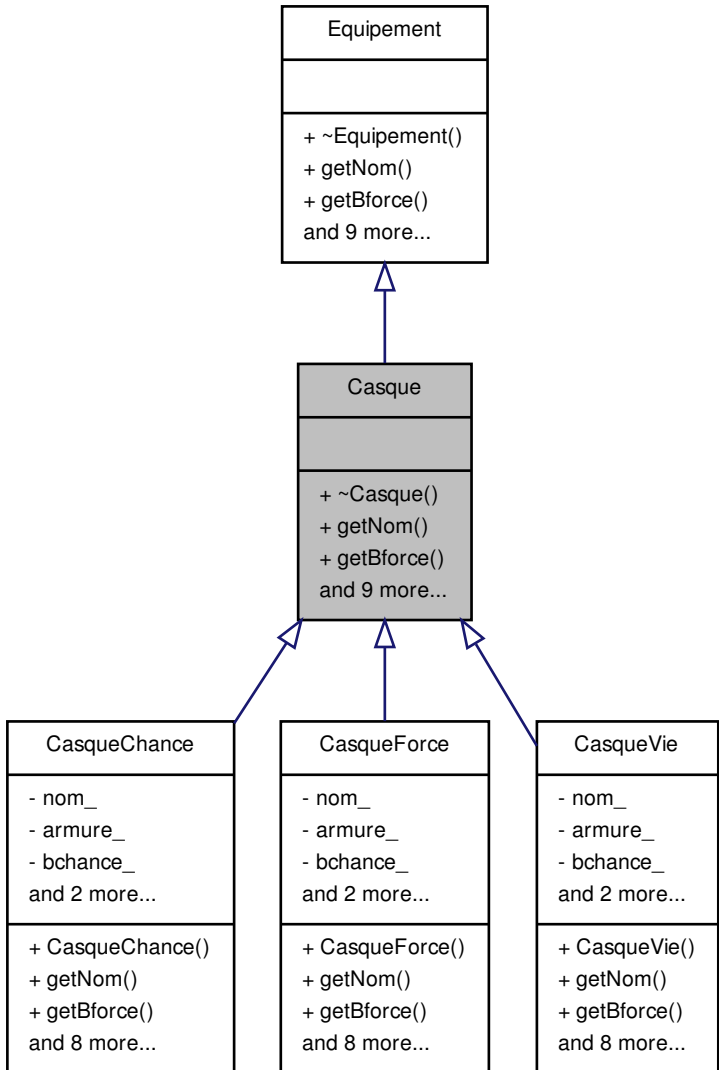 Equipement
+ ~Equipement()
+ getNom()
+ getBforce()
and 9 more...
Casque
+ ~Casque()
+ getNom()
+ getBforce()
and 9 more...
CasqueChance
- nom_
- armure_
- bchance_
and 2 more...
+ CasqueChance()
+ getNom()
+ getBforce()
and 8 more...
CasqueForce
- nom_
- armure_
- bchance_
and 2 more...
+ CasqueForce()
+ getNom()
+ getBforce()
and 8 more...
CasqueVie
- nom_
- armure_
- bchance_
and 2 more...
+ CasqueVie()
+ getNom()
+ getBforce()
and 8 more...